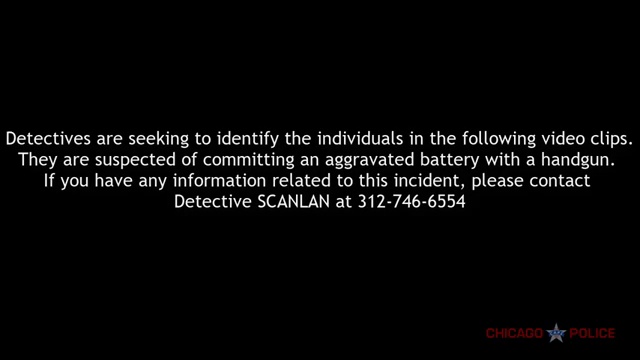 Detectives are seeking to identify the individuals in the following video clips.
They are suspected of committing an aggravated battery with a handgun.
If you have any information related to this incident, please contact
Detective SCANLAN at 312-746-6554
CHICAGO POLICE